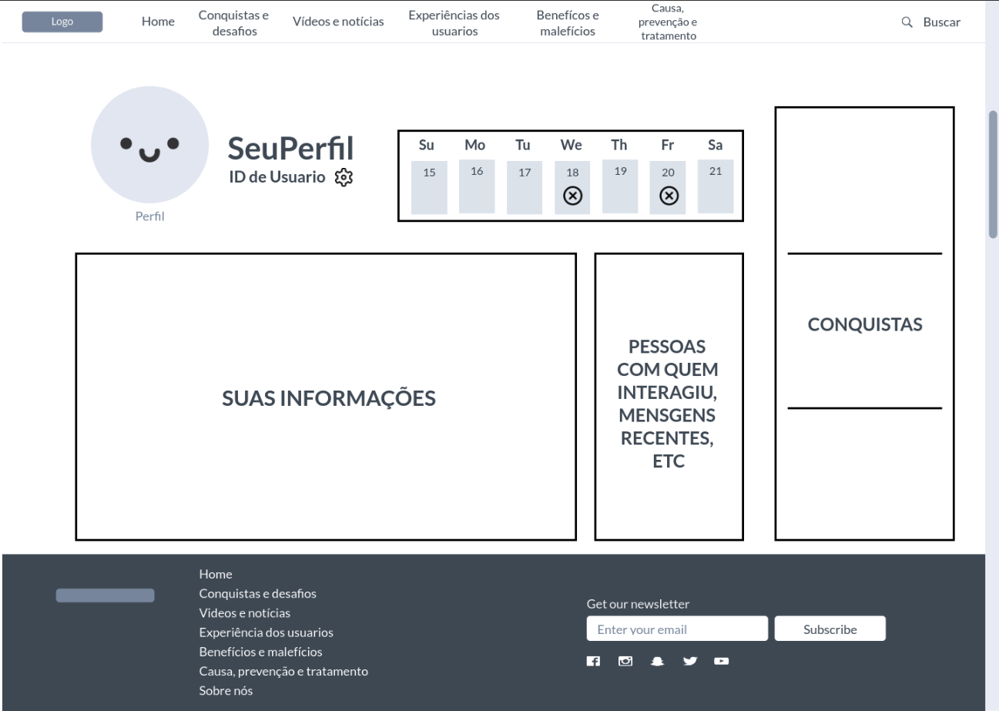 Logo
Home
Conquistas e
desafios
Vídeos e notícias
Experiências dos
usuarios
Benefícos e
malefícios
Causa,
prevenção e
tratamento
Buscar
SeuPerfil
ID de Usuario
Perfil
Su Mo Tu We Th Fr Sa
15 16 17 18 19 20 21
SUAS INFORMAÇÕES
PESSOAS
COM QUEM
INTERAGIU,
MENSGENS
RECENTES,
ETC
CONQUISTAS
Home
Conquistas e desafios
Videos e notícias
Experiência dos usuarios
Benefícios e malefícios
Causa, prevenção e tratamento
Sobre nós
Get our newsletter
Enter your email
Subscribe